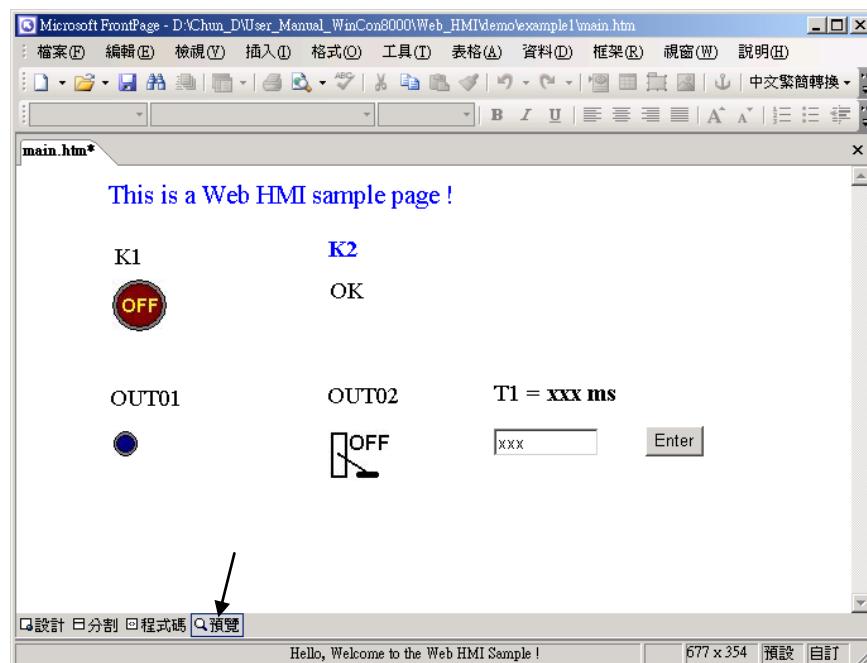 Microsoft FrontPage - D:\Chun_D\User_Manual_WinCon8000\Web_HMI\demo\example1\main.htm
檔案(F) 編輯(E) 檢視(V) 插入(I) 格式(O) 工具(T) 表格(A) 資料(D) 框架(R) 視窗(W) 說明(H)
ABC 中文繁簡轉換
B I U A A
main.htm*
This is a Web HMI sample page !
K1 K2
OFF OK
OUT01 OUT02 T1 = xxx ms
OFF xxx Enter
設計 分割 程式碼 預覽
Hello, Welcome to the Web HMI Sample ! 677 x 354 預設 自訂